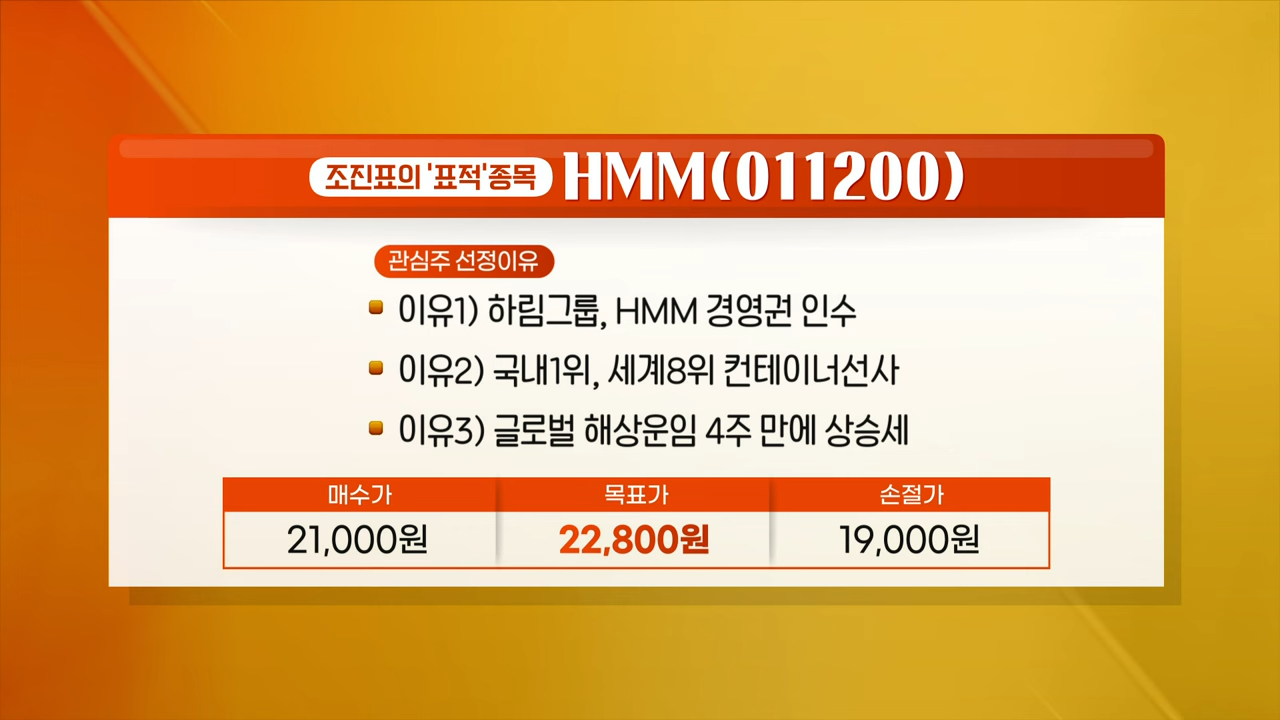 조진표의 '표적'종목 HMM(011200)
관심주 선정이유
이유1) 하림그룹, HMM 경영권 인수
이유2) 국내1위, 세계8위 컨테이너선사
이유3) 글로벌 해상운임 4주 만에 상승세
매수가 목표가 손절가
21,000원 22,800원 19,000원